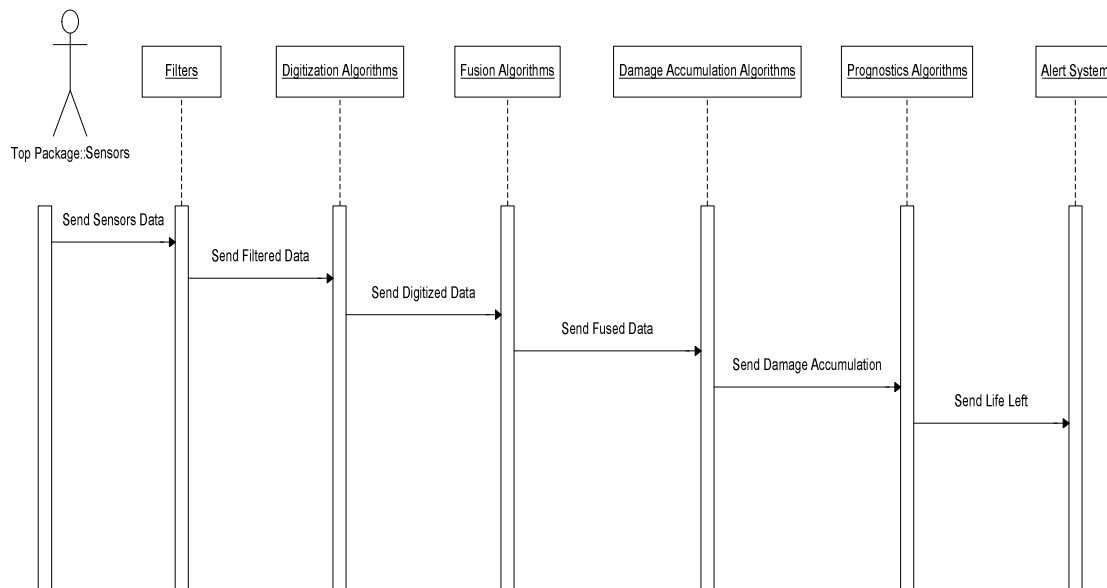 Filters
Digitization Algorithms
Fusion Algorithms
Damage Accumulation Algorithms
Prognostics Algorithms
Alert System
Top Package::Sensors
Send Sensors Data
Send Filtered Data
Send Digitized Data
Send Fused Data
Send Damage Accumulation
Send Life Left